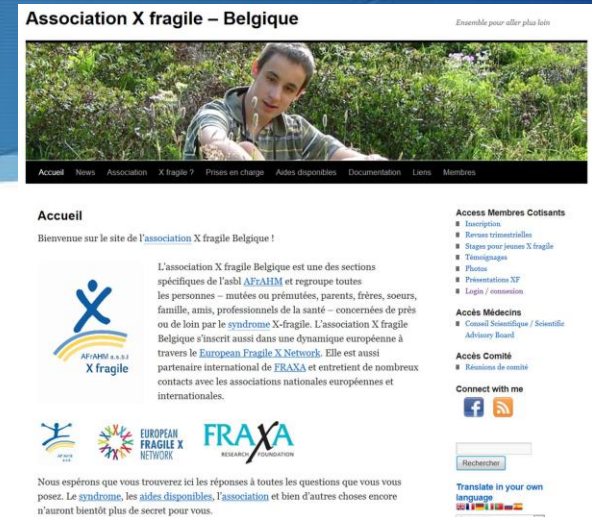 Association X fragile – Belgique
Ensemble pour aller plus loin
Accueil News Association X fragile ? Prises en charge Aides disponibles Documentation Liens Membres
Accueil
Bienvenue sur le site de l'association X fragile Belgique !
AFrAHM a.s.b.l
X fragile
L'association X fragile Belgique est une des sections
spécifiques de l'asbl AFrAHM et regroupe toutes
les personnes – mutées ou prémutées, parents, frères, soeurs,
famille, amis, professionnels de la santé – concernées de près
ou de loin par le syndrome X-fragile. L'association X fragile
Belgique s'inscrit aussi dans une dynamique européenne à
travers le European Fragile X Network. Elle est aussi
partenaire international de FRAXA et entretient de nombreux
contacts avec les associations nationales européennes et
internationales.
EUROPEAN
FRAGILE X
NETWORK
FRAXA
RESEARCH FOUNDATION
Nous espérons que vous trouverez ici les réponses à toutes les questions que vous vous
posez. Le syndrome, les aides disponibles, l'association et bien d'autres choses encore
n'auront bientôt plus de secret pour vous.
Access Membres Cotisants
Inscription
Revues trimestrielles
Stages pour jeunes X fragile
Témoignages
Photos
Présentations XF
Login / connexion
Accès Médecins
Conseil Scientifique / Scientific
Advisory Board
Accès Comité
Réunions de comité
Connect with me
Rechercher
Translate in your own
language